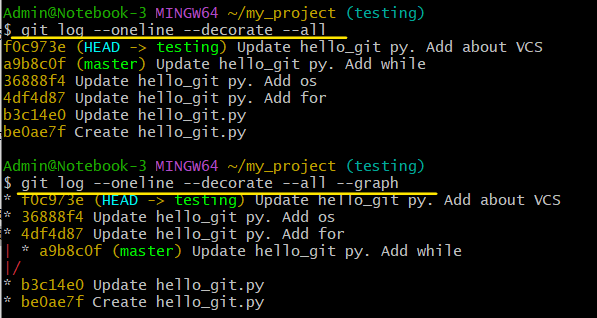 Admin@Notebook-3 MINGW64 ~/my_project (testing)
$ git log --oneline --decorate --all
f0c973e (HEAD -> testing) Update hello_git py. Add about VCS
a9b8c0f (master) Update hello_git py. Add while
36888f4 Update hello_git py. Add os
4df4d87 Update hello_git py. Add for
b3c14e0 Update hello_git.py
be0ae7f Create hello_git.py
Admin@Notebook-3 MINGW64 ~/my_project (testing)
$ git log --oneline --decorate --all --graph
* f0c973e (HEAD -> testing) Update hello_git py. Add about VCS
* 36888f4 Update hello_git py. Add os
* 4df4d87 Update hello_git py. Add for
| * a9b8c0f (master) Update hello_git py. Add while
|/
* b3c14e0 Update hello_git.py
* be0ae7f Create hello_git.py